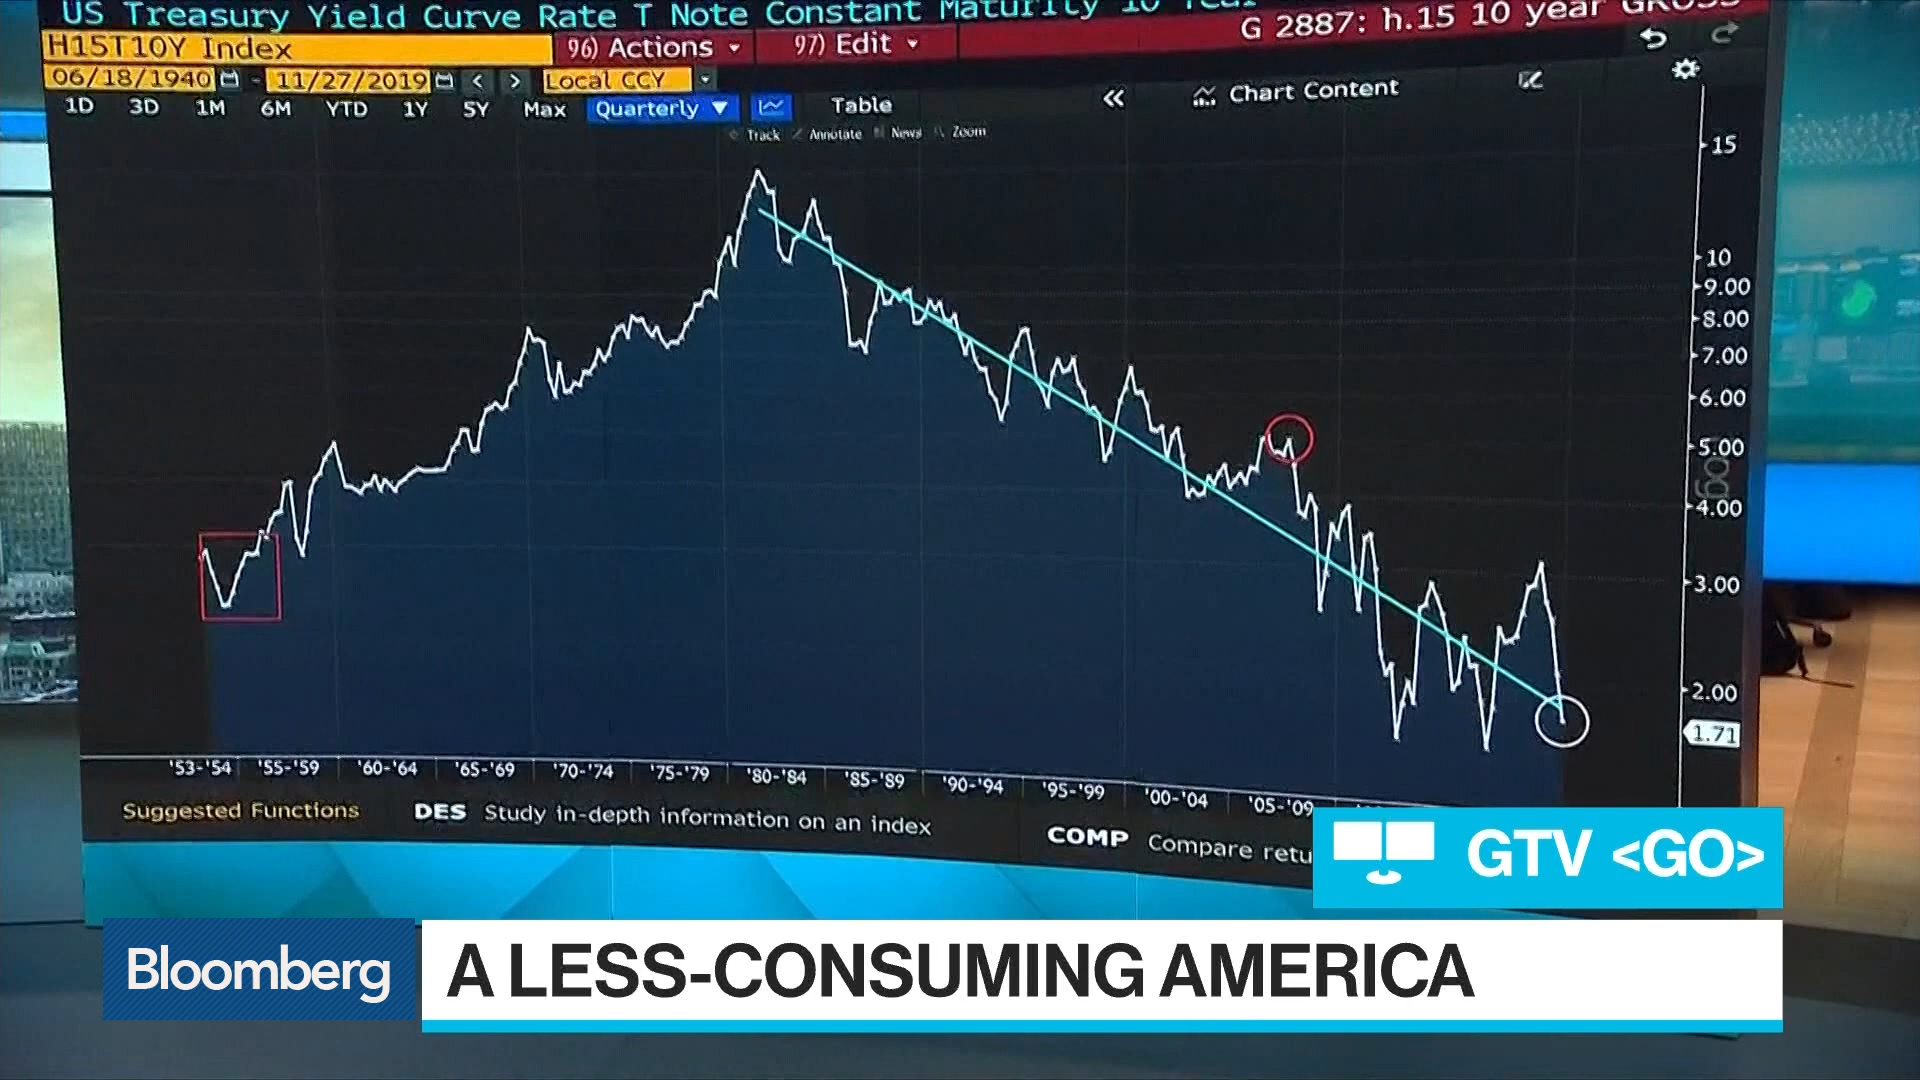 US Treasury Yield Curve Rate T Note Constant Maturity 10 Year
H15T10Y Index 96) Actions 97) Edit G 2887: h.15 10 year GROSS
06/18/1940 - 11/27/2019 Local CCY
1D 3D 1M 6M YTD 1Y 5Y Max Quarterly Table « Chart Content
Track Annotate News Zoom
15
10
9.00
8.00
7.00
6.00
5.00
4.00
3.00
2.00
1.71
'53-'54 '55-'59 '60-'64 '65-'69 '70-'74 '75-'79 '80-'84 '85-'89 '90-'94 '95-'99 '00-'04 '05-'09
Suggested Functions DES Study in-depth information on an index COMP Compare retu
GTV <GO>
Bloomberg A LESS-CONSUMING AMERICA